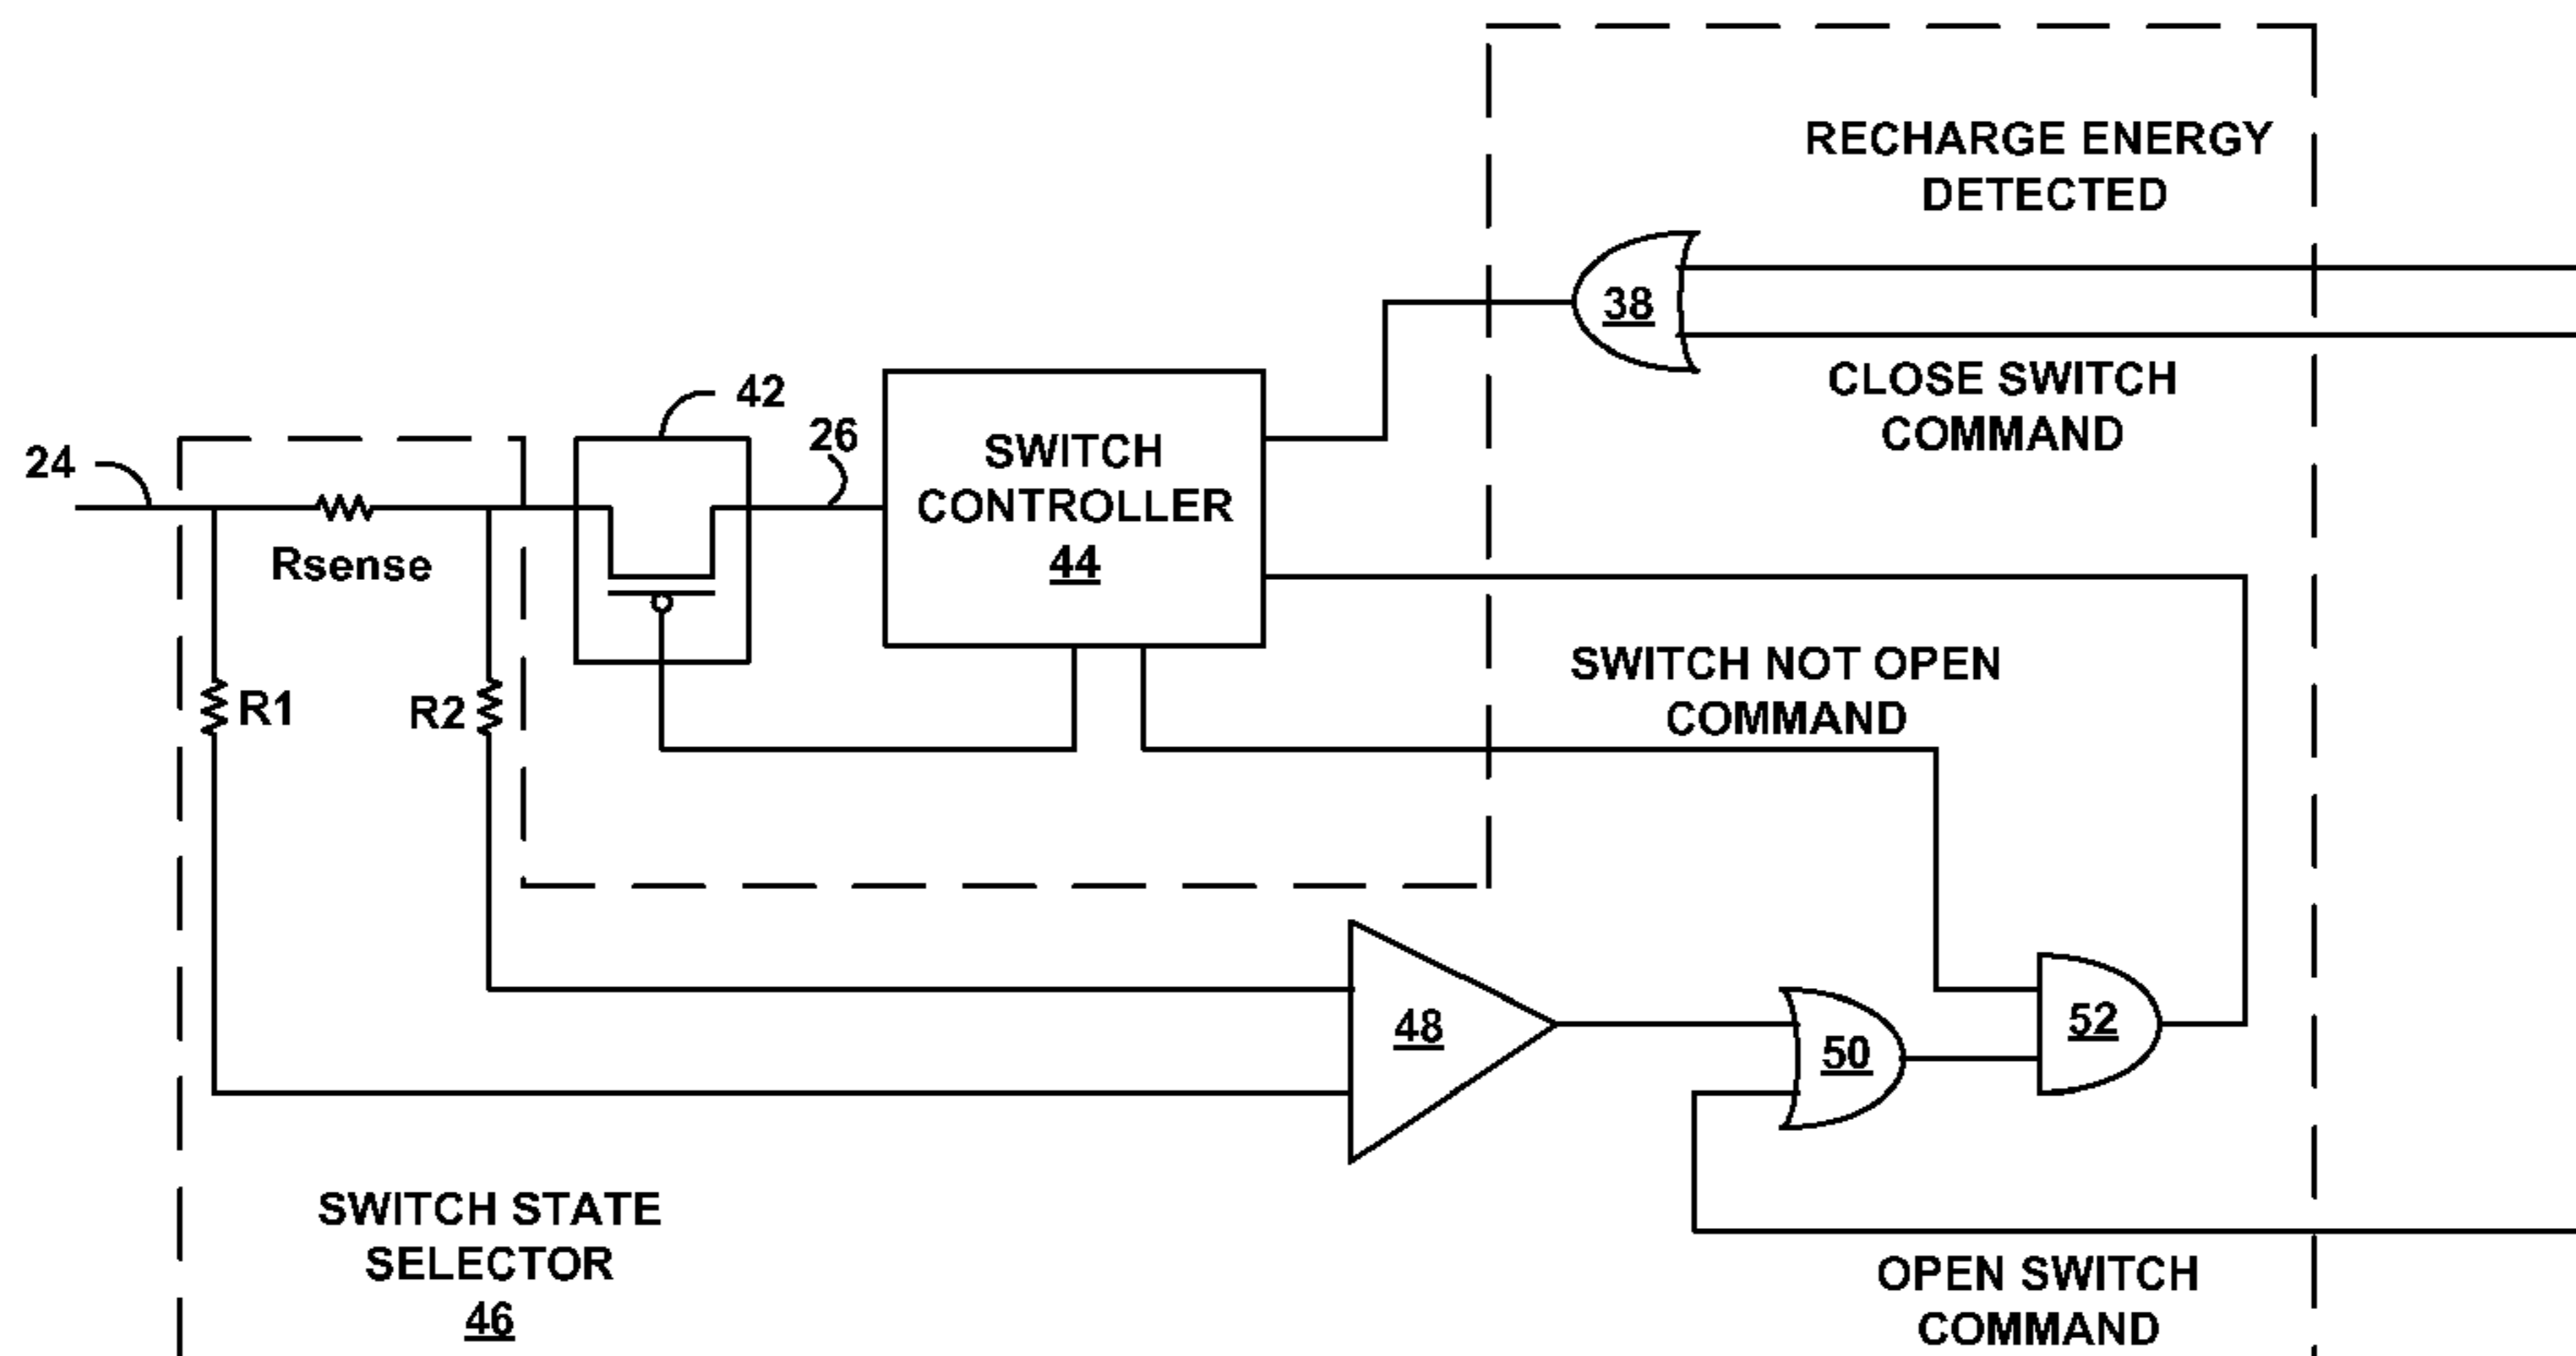 RECHARGE ENERGY
DETECTED
38
CLOSE SWITCH
COMMAND
42
26
24
SWITCH
CONTROLLER
44
Rsense
SWITCH NOT OPEN
COMMAND
R1
R2
48
50
52
SWITCH STATE
SELECTOR
46
OPEN SWITCH
COMMAND